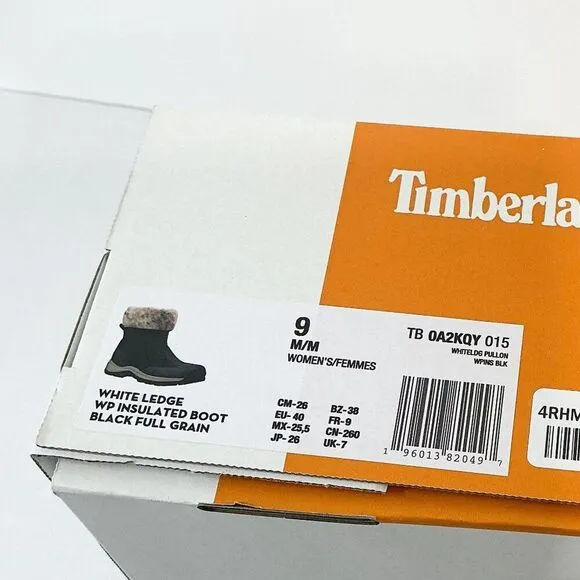 Timberla
9
M/M
WOMEN'S/FEMMES
TB 0A2KQY 015
WHITELDG PULLON
WPINS BLK
WHITE LEDGE
WP INSULATED BOOT
BLACK FULL GRAIN
CM-26 BZ-38
EU- 40 FR-9
MX-25,5 CN-260
JP-26 UK-7
1 96013 82049 7
4RHM